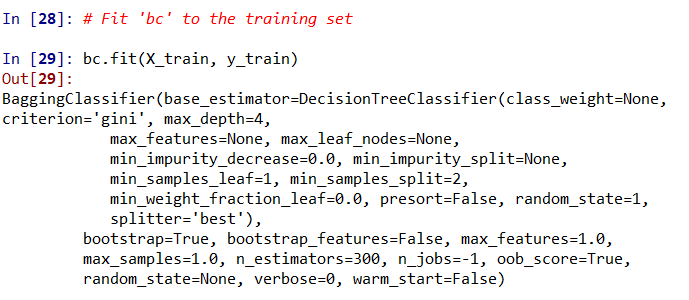 In [28]: # Fit 'bc' to the training set
In [29]: bc.fit(X_train, y_train)
Out[29]:
BaggingClassifier(base_estimator=DecisionTreeClassifier(class_weight=None,
criterion='gini', max_depth=4,
            max_features=None, max_leaf_nodes=None,
            min_impurity_decrease=0.0, min_impurity_split=None,
            min_samples_leaf=1, min_samples_split=2,
            min_weight_fraction_leaf=0.0, presort=False, random_state=1,
            splitter='best'),
         bootstrap=True, bootstrap_features=False, max_features=1.0,
         max_samples=1.0, n_estimators=300, n_jobs=-1, oob_score=True,
         random_state=None, verbose=0, warm_start=False)